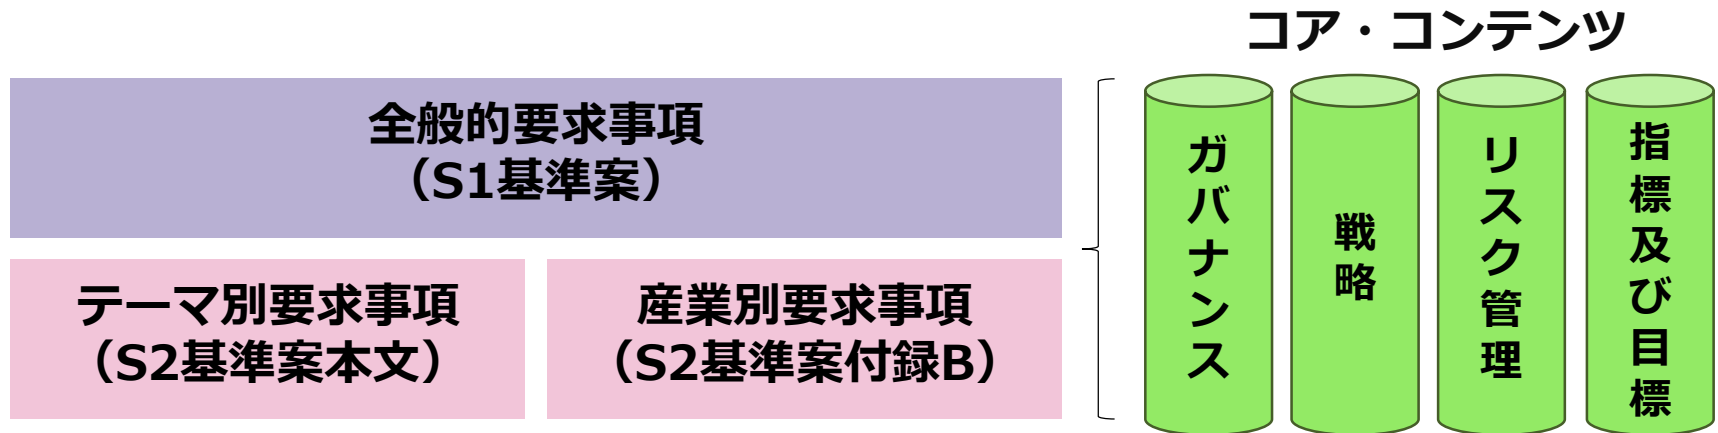 コア・コンテンツ
全般的要求事項
（S1基準案）
テーマ別要求事項
（S2基準案本文）
産業別要求事項
（S2基準案付録B）
ガバナンス
戦略
リスク管理
指標及び目標